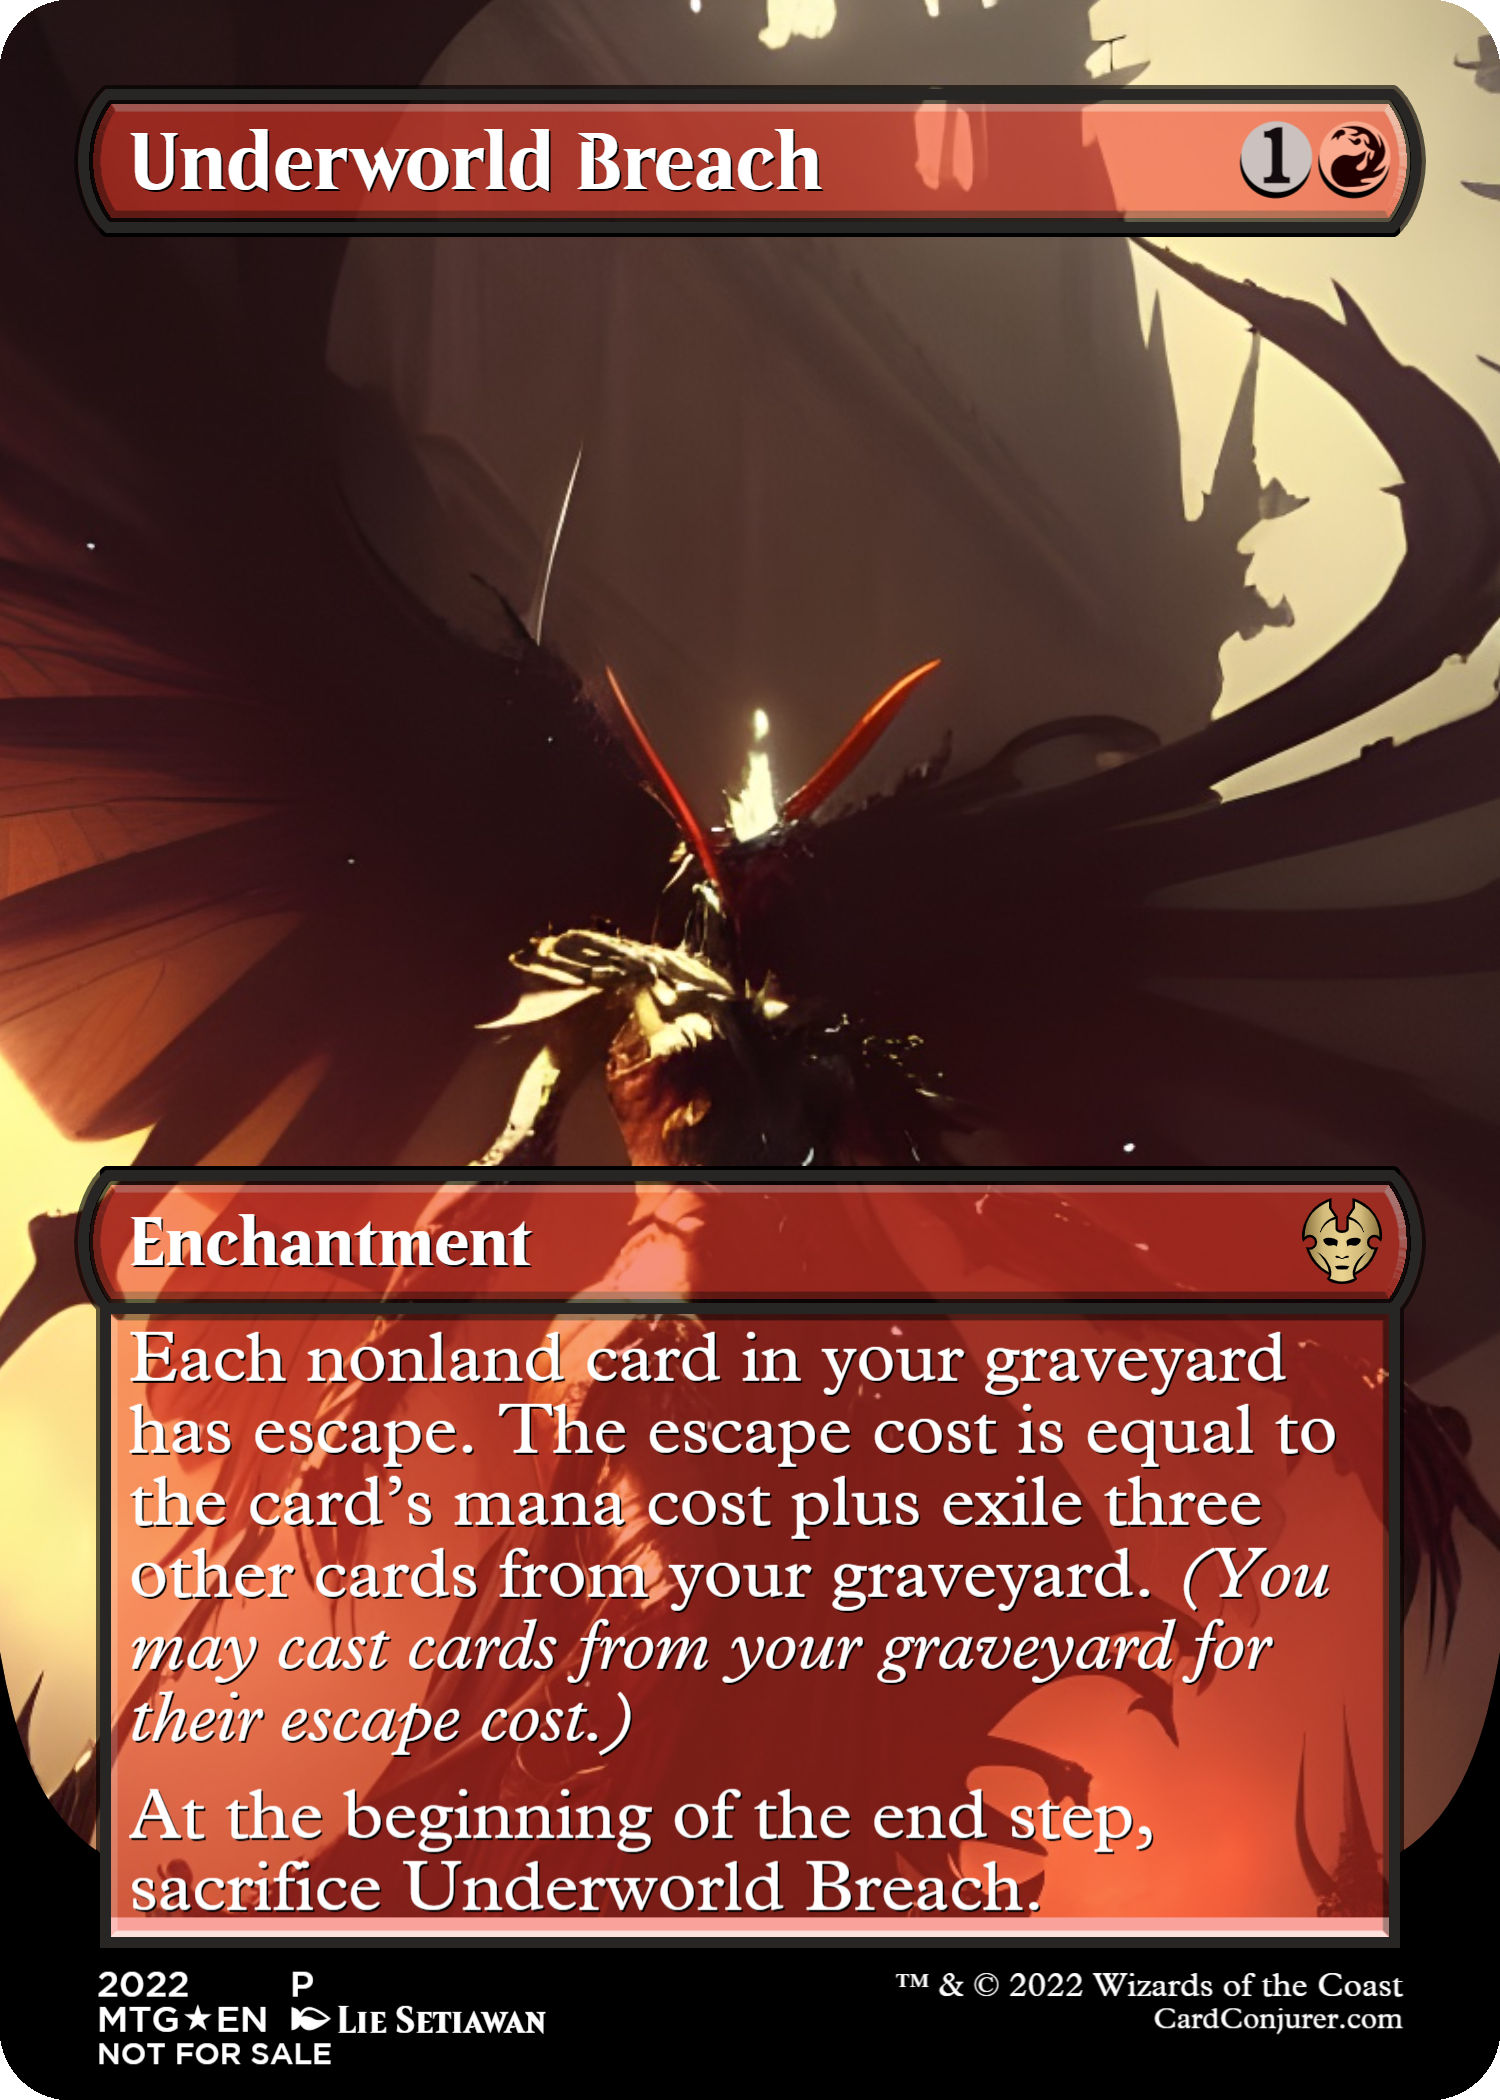 Underworld Breach 1
Enchantment
Each nonland card in your graveyard
has escape. The escape cost is equal to
the card’s mana cost plus exile three
other cards from your graveyard. (You
may cast cards from your graveyard for
their escape cost.)
At the beginning of the end step,
sacrifice Underworld Breach.
2022 P
MTG★EN LIE SETIAWAN
NOT FOR SALE
™ & © 2022 Wizards of the Coast
CardConjurer.com